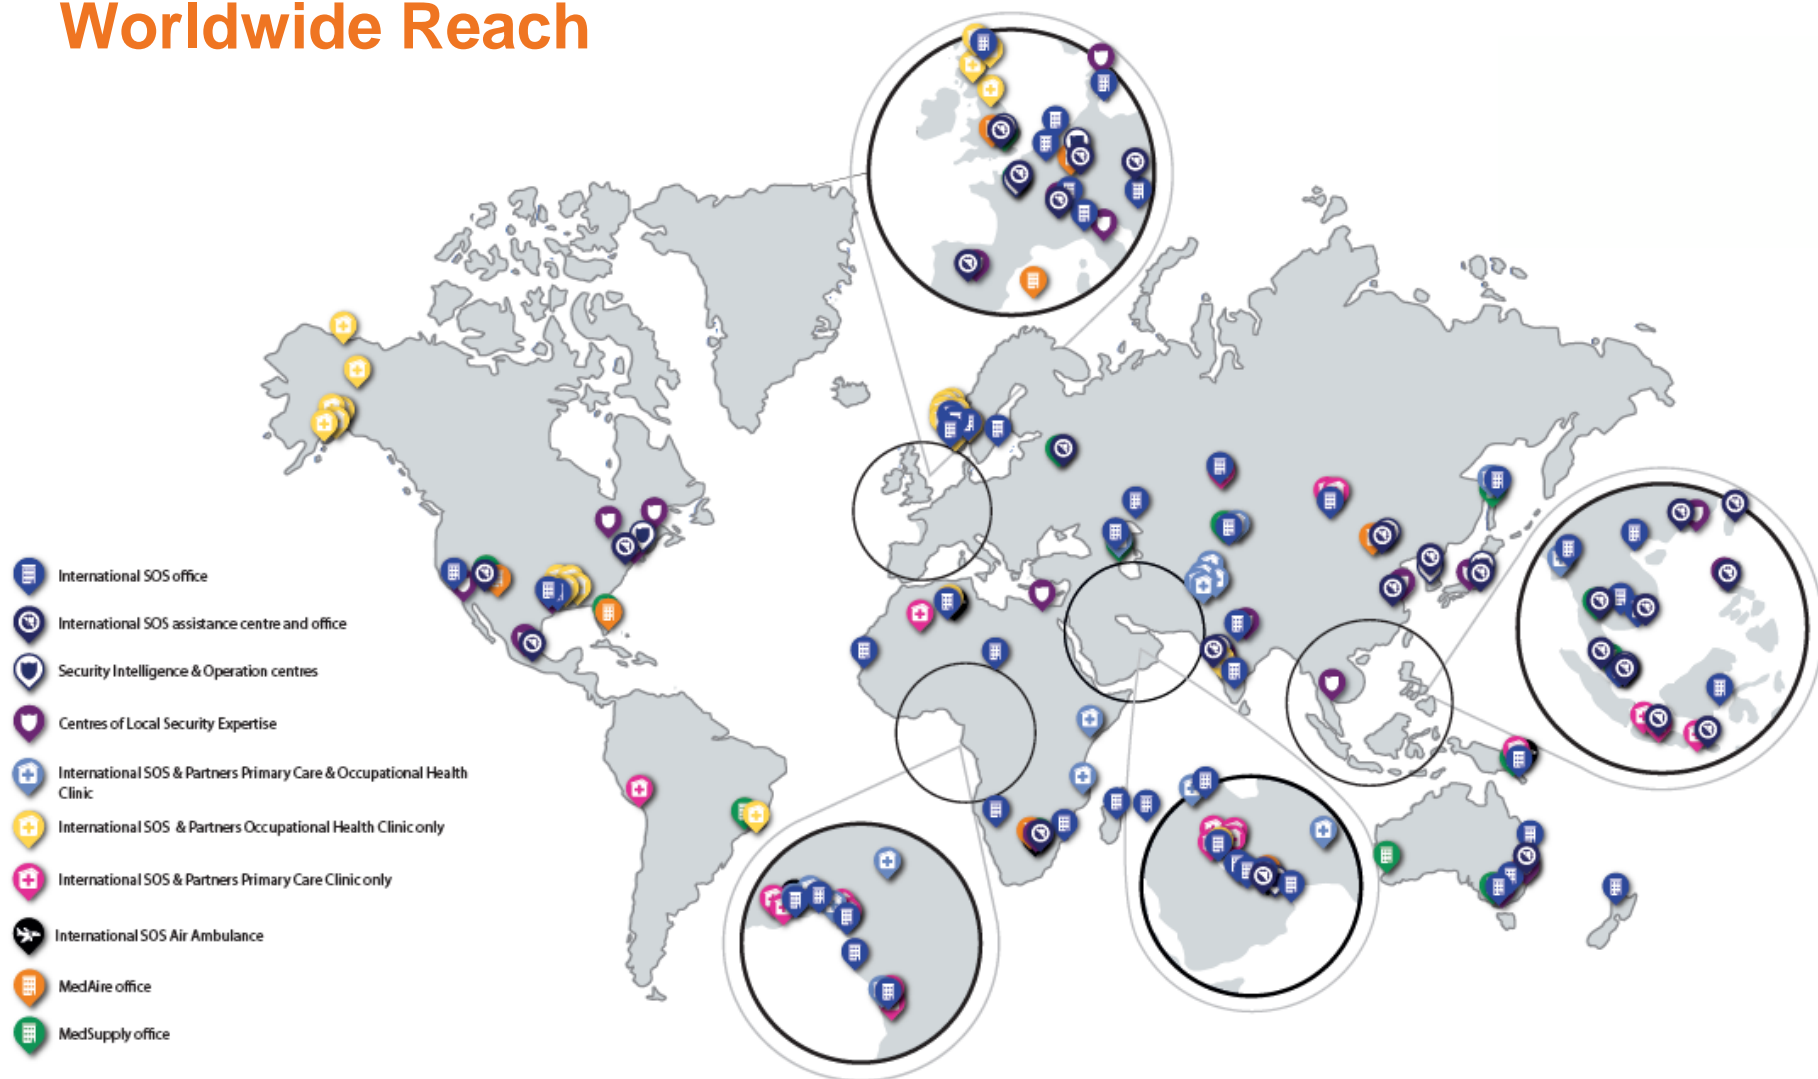 Worldwide Reach
International SOS office
International SOS assistance centre and office
Security Intelligence & Operation centres
Centres of Local Security Expertise
International SOS & Partners Primary Care & Occupational Health
Clinic
International SOS & Partners Occupational Health Clinic only
International SOS & Partners Primary Care Clinic only
International SOS Air Ambulance
MedAire office
MedSupply office